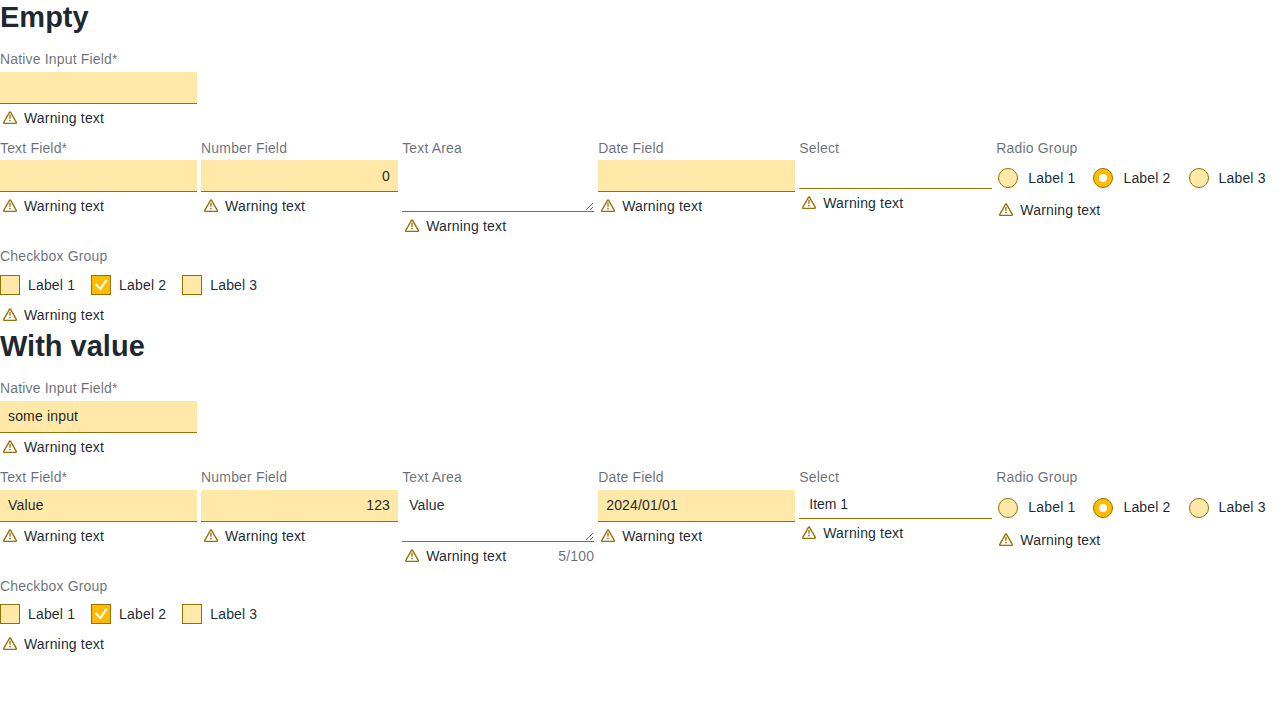 Empty
Native Input Field*
Warning text
Text Field* Number Field Text Area Date Field Select Radio Group
0 Label 1 Label 2 Label 3
Warning text Warning text Warning text Warning text Warning text Warning text
Checkbox Group
Label 1 Label 2 Label 3
Warning text
With value
Native Input Field*
some input
Warning text
Text Field* Number Field Text Area Date Field Select Radio Group
Value 123 Value 2024/01/01 Item 1 Label 1 Label 2 Label 3
Warning text Warning text Warning text 5/100 Warning text Warning text Warning text
Checkbox Group
Label 1 Label 2 Label 3
Warning text